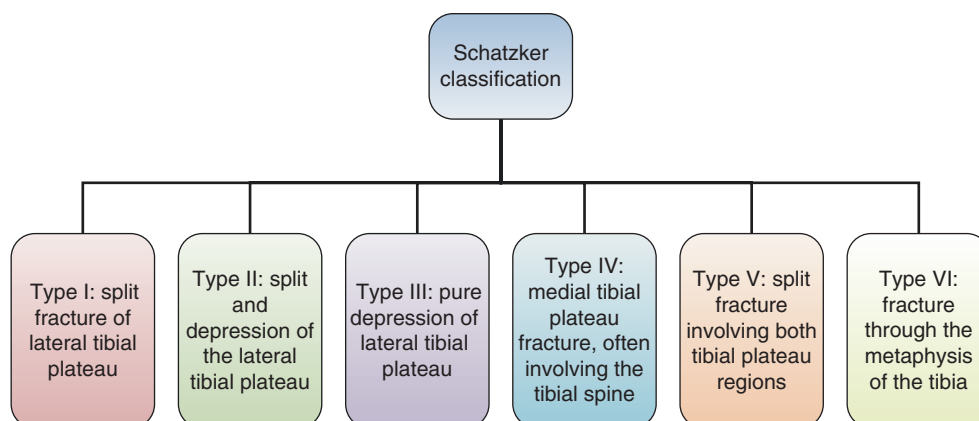 Schatzker
classification
Type I: split
fracture of
lateral tibial
plateau
Type II: split
and
depression of
the lateral
tibial plateau
Type III: pure
depression of
lateral tibial
plateau
Type IV:
medial tibial
plateau
fracture, often
involving the
tibial spine
Type V: split
fracture
involving both
tibial plateau
regions
Type VI:
fracture
through the
metaphysis
of the tibia